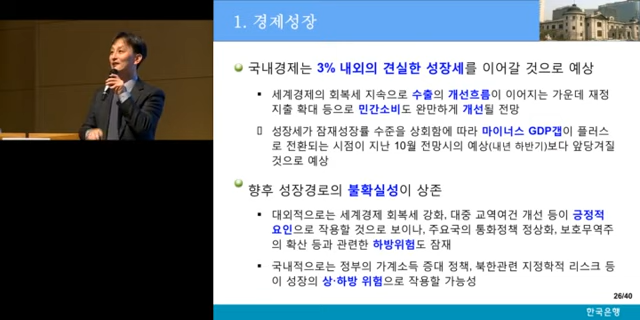 1. 경제성장
국내경제는 3% 내외의 견실한 성장세를 이어갈 것으로 예상
▪ 세계경제의 회복세 지속으로 수출의 개선흐름이 이어지는 가운데 재정
지출 확대 등으로 민간소비도 완만하게 개선될 전망
▯ 성장세가 잠재성장률 수준을 상회함에 따라 마이너스 GDP갭이 플러스
로 전환되는 시점이 지난 10월 전망시의 예상(내년 하반기)보다 앞당겨질
것으로 예상
향후 성장경로의 불확실성이 상존
▪ 대외적으로는 세계경제 회복세 강화, 대중 교역여건 개선 등이 긍정적
요인으로 작용할 것으로 보이나, 주요국의 통화정책 정상화, 보호무역주
의 확산 등과 관련한 하방위험도 잠재
▪ 국내적으로는 정부의 가계소득 증대 정책, 북한관련 지정학적 리스크 등
이 성장의 상·하방 위험으로 작용할 가능성
26/40
한국은행